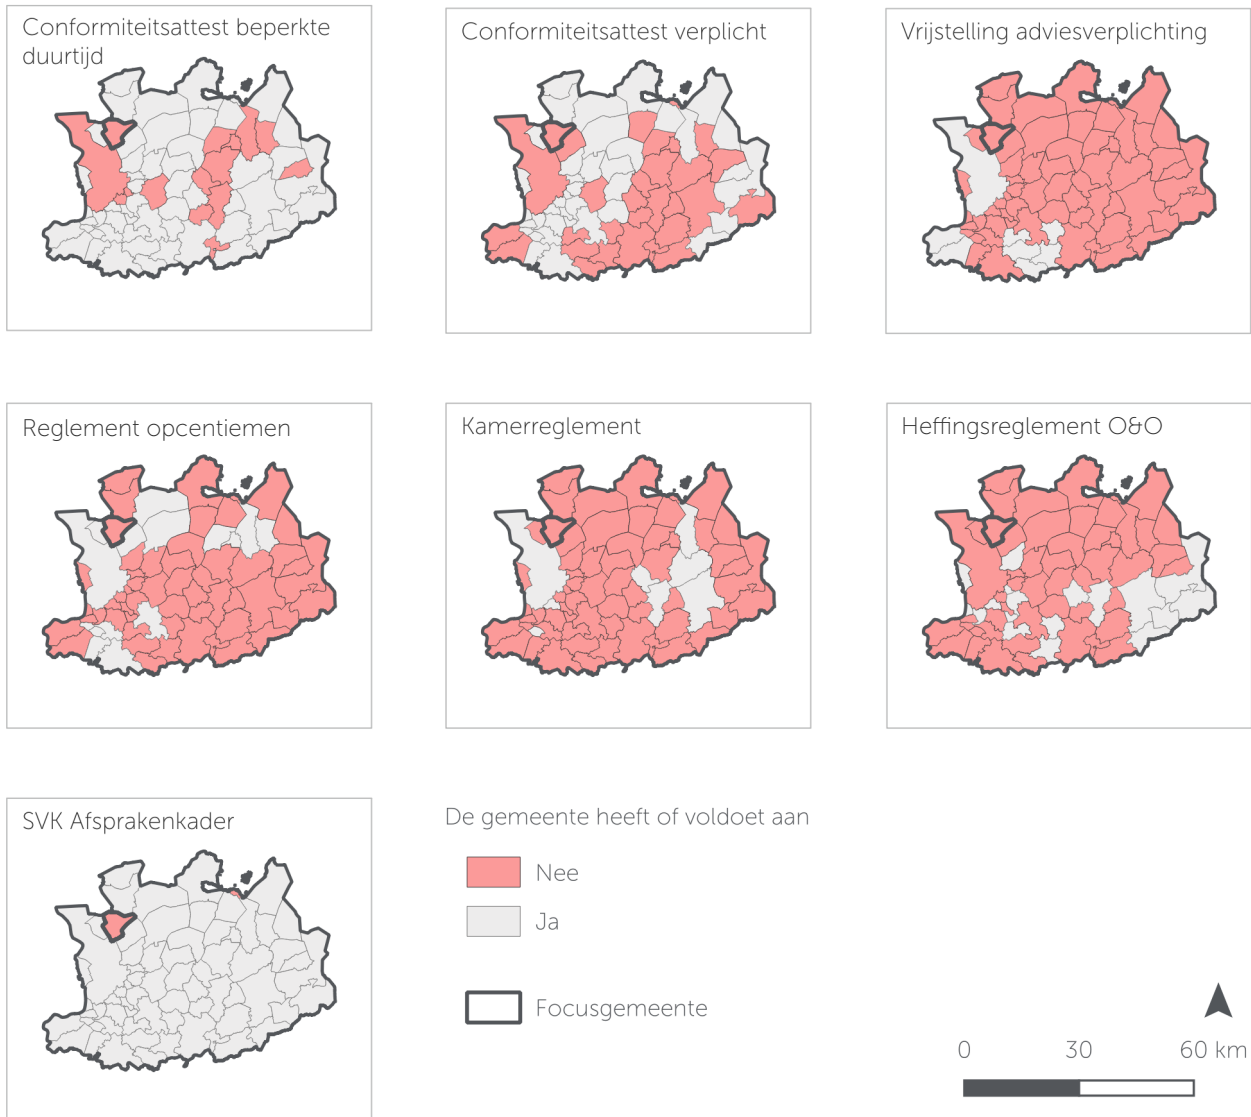 Conformiteitsattest beperkte
duurtijd
Conformiteitsattest verplicht
Vrijstelling adviesverplichting
Reglement opcentiemen
Kamerreglement
Heffingsreglement O&O
SVK Afsprakenkader
De gemeente heeft of voldoet aan
Nee
Ja
Focusgemeente
0 30 60 km